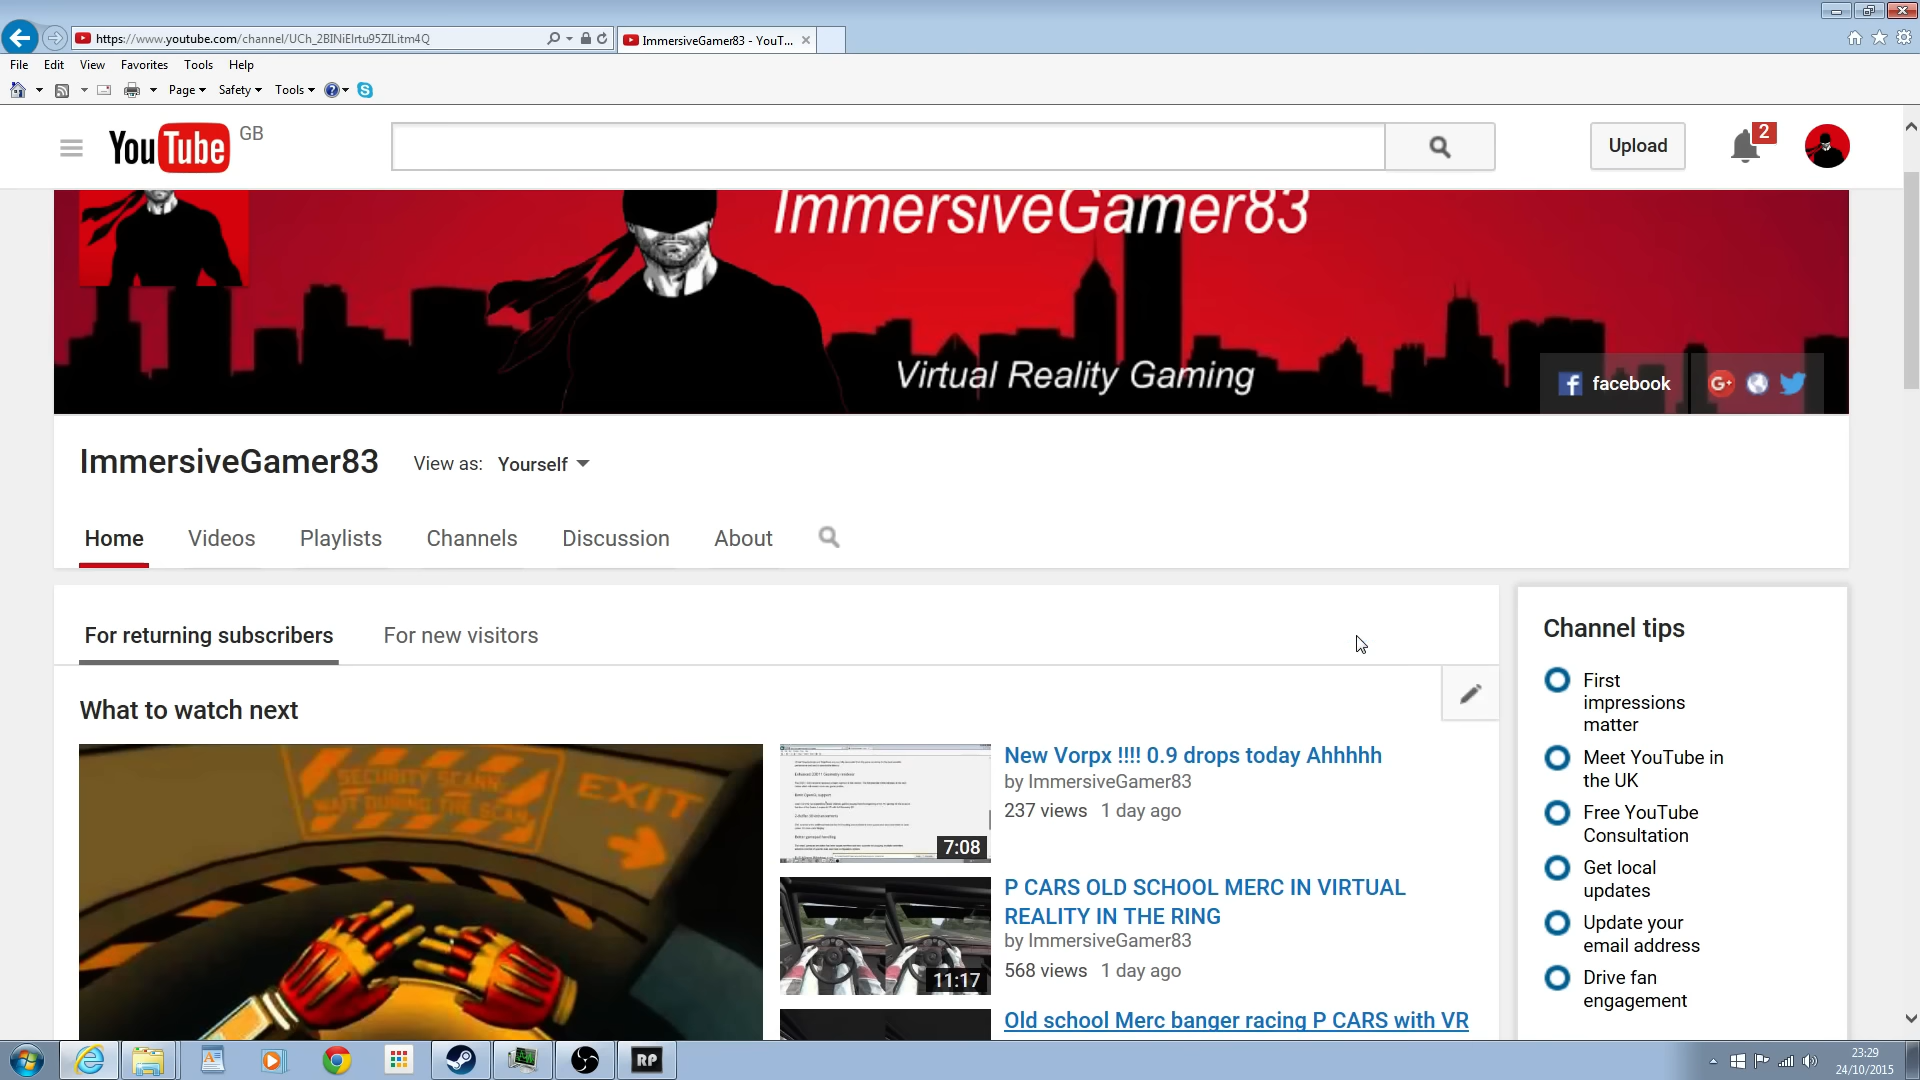 https://www.youtube.com/channel/UCh_2BINiElrtu95ZILitm4Q
ImmersiveGamer83 - YouT...
File Edit View Favorites Tools Help
Page Safety Tools
YouTube GB
Upload
2
ImmersiveGamer83
Virtual Reality Gaming
facebook
ImmersiveGamer83
View as: Yourself
Home Videos Playlists Channels Discussion About
For returning subscribers
For new visitors
What to watch next
EXIT
New Vorpx !!!! 0.9 drops today Ahhhhh
by ImmersiveGamer83
237 views 1 day ago
7:08
P CARS OLD SCHOOL MERC IN VIRTUAL
REALITY IN THE RING
by ImmersiveGamer83
568 views 1 day ago
11:17
Old school Merc banger racing P CARS with VR
Channel tips
First
impressions
matter
Meet YouTube in
the UK
Free YouTube
Consultation
Get local
updates
Update your
email address
Drive fan
engagement
RP
23:29
24/10/2015